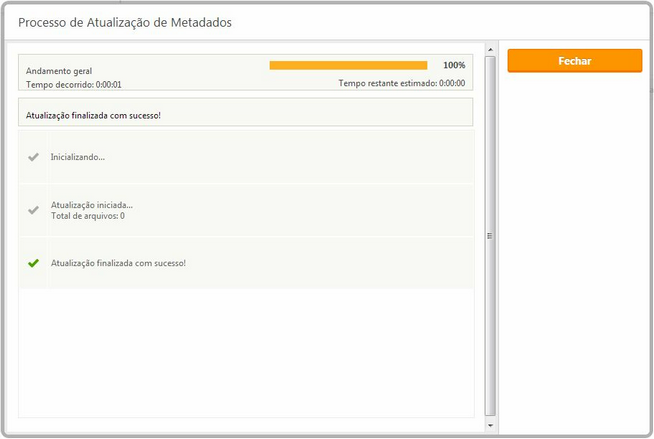 Processo de Atualização de Metadados
Andamento geral
100%
Tempo decorrido: 0:00:01
Tempo restante estimado: 0:00:00
Atualização finalizada com sucesso!
Inicializando...
Atualização iniciada...
Total de arquivos: 0
Atualização finalizada com sucesso!
Fechar